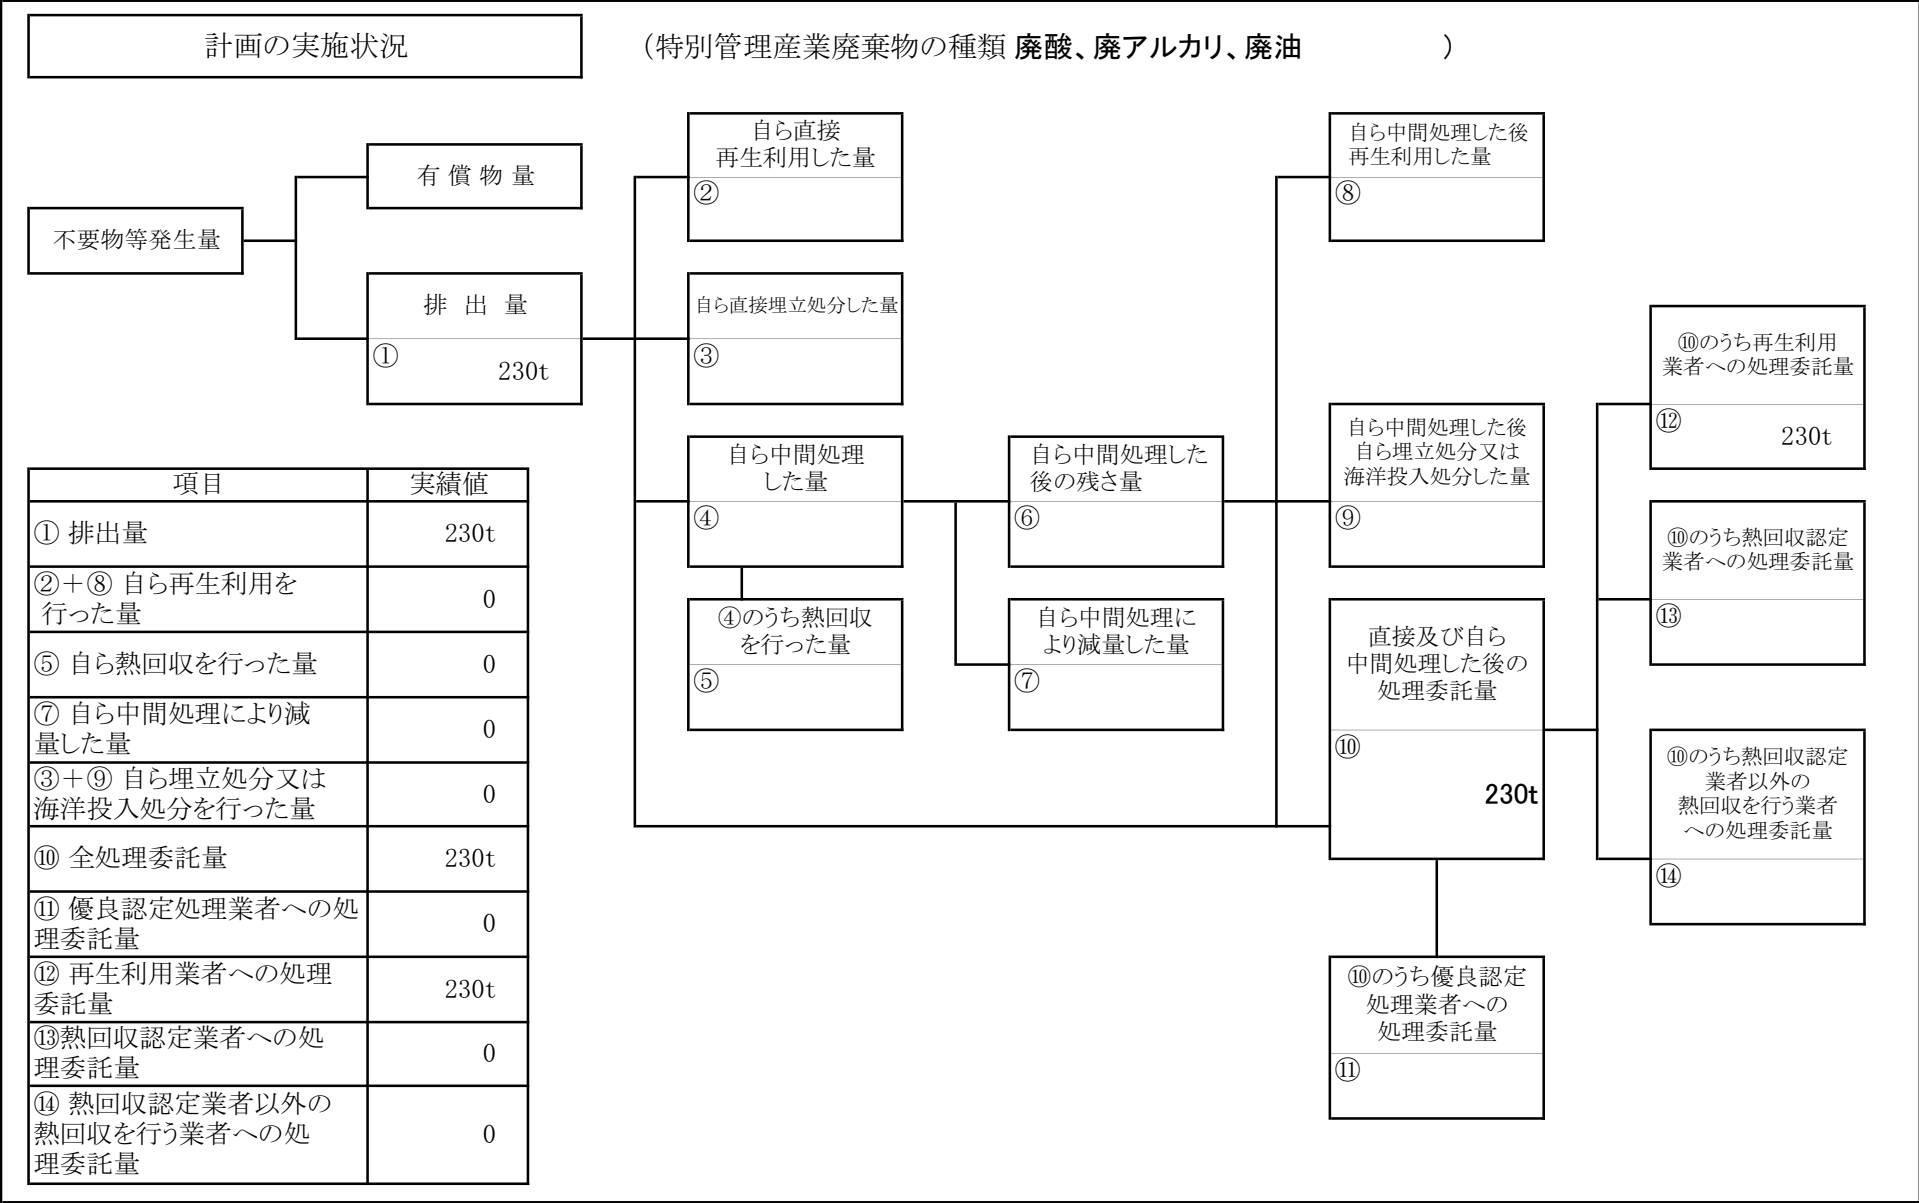 計画の実施状況
（特別管理産業廃棄物の種類 廃酸、廃アルカリ、廃油 ）
不要物等発生量
有 償 物 量
排 出 量
①
230t
自ら直接
再生利用した量
②
自ら直接埋立処分した量
③
自ら中間処理
した量
④
④のうち熱回収
を行った量
⑤
自ら中間処理した
後の残さ量
⑥
自ら中間処理に
より減量した量
⑦
自ら中間処理した後
再生利用した量
⑧
自ら中間処理した後
自ら埋立処分又は
海洋投入処分した量
⑨
直接及び自ら
中間処理した後の
処理委託量
⑩
230t
⑩のうち優良認定
処理業者への
処理委託量
⑪
⑩のうち再生利用
業者への処理委託量
⑫
230t
⑩のうち熱回収認定
業者への処理委託量
⑬
⑩のうち熱回収認定
業者以外の
熱回収を行う業者
への処理委託量
⑭
項目 実績値
① 排出量 230t
②＋⑧ 自ら再生利用を
行った量 0
⑤ 自ら熱回収を行った量 0
⑦ 自ら中間処理により減
量した量 0
③＋⑨ 自ら埋立処分又は
海洋投入処分を行った量 0
⑩ 全処理委託量 230t
⑪ 優良認定処理業者への処
理委託量 0
⑫ 再生利用業者への処理
委託量 230t
⑬熱回収認定業者への処
理委託量 0
⑭ 熱回収認定業者以外の
熱回収を行う業者への処
理委託量 0